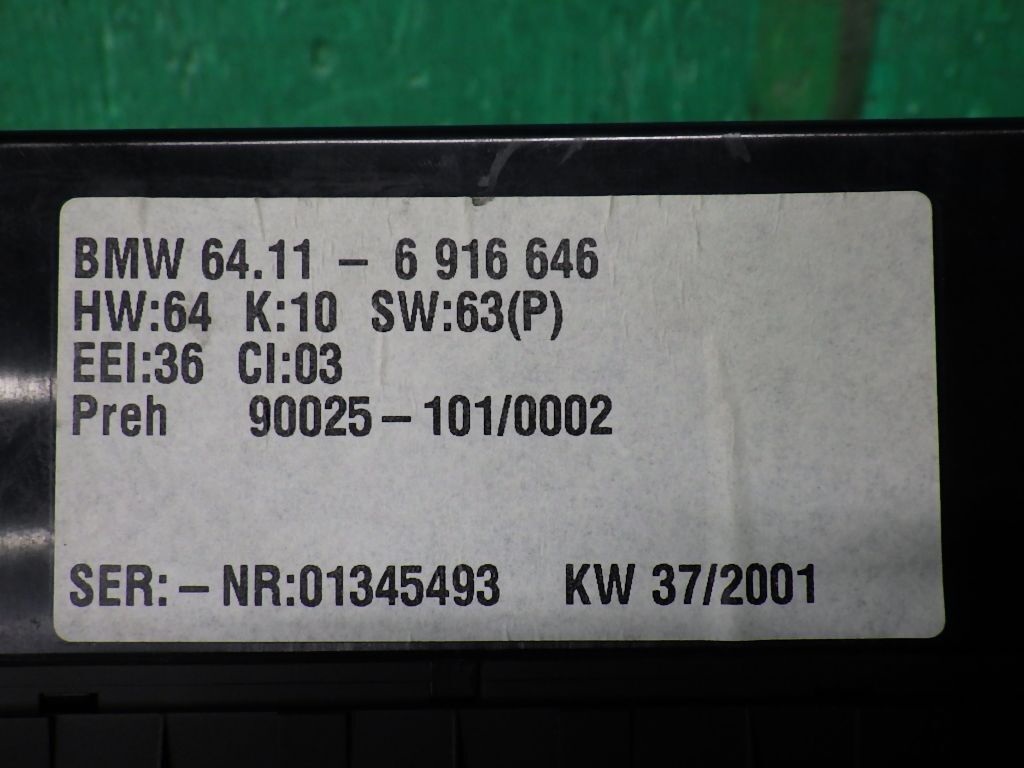 BMW 64.11 – 6 916 646
HW:64 K:10 SW:63(P)
EEI:36 CI:03
Preh 90025 – 101/0002
SER: – NR:01345493 KW 37/2001